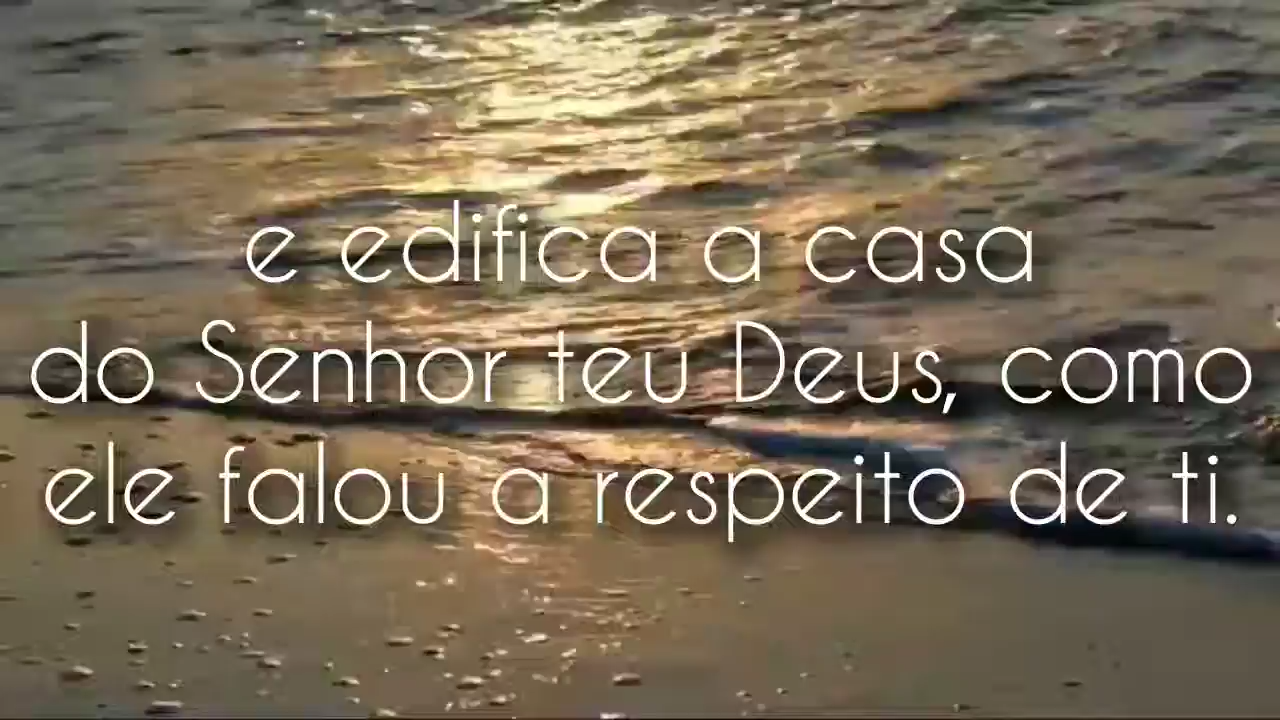 e edifica a casa
do Senhor teu Deus, como
ele falou a respeito de ti.